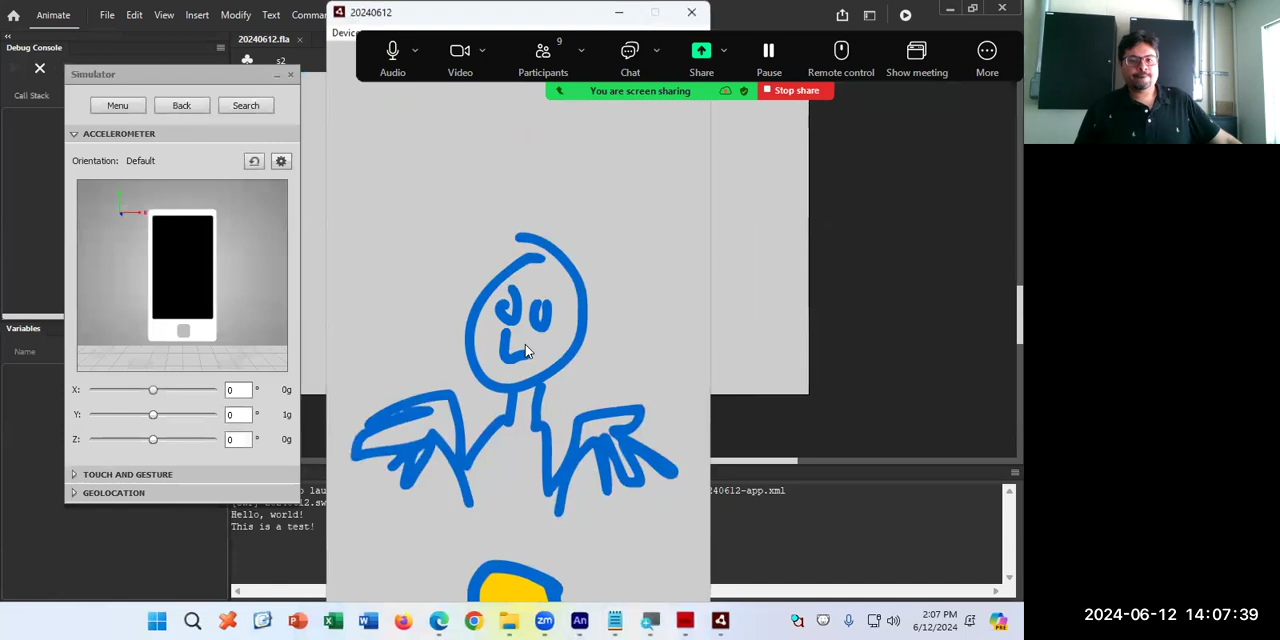 Animate
File
Edit
View
Insert
Modify
Text
20240612
Debug Console
20240612.fla
s2
Call Stack
Simulator
Menu
Back
Search
ACCELEROMETER
Orientation: Default
X: 0 ° 0g
Y: 0 ° 1g
Z: 0 ° 0g
TOUCH AND GESTURE
GEOLOCATION
Variables
Name
Audio
Video
9
Participants
Chat
Share
Pause
Remote control
Show meeting
More
You are screen sharing
Stop share
Hello, world!
This is a test!
2:07 PM
6/12/2024
2024-06-12 14:07:39